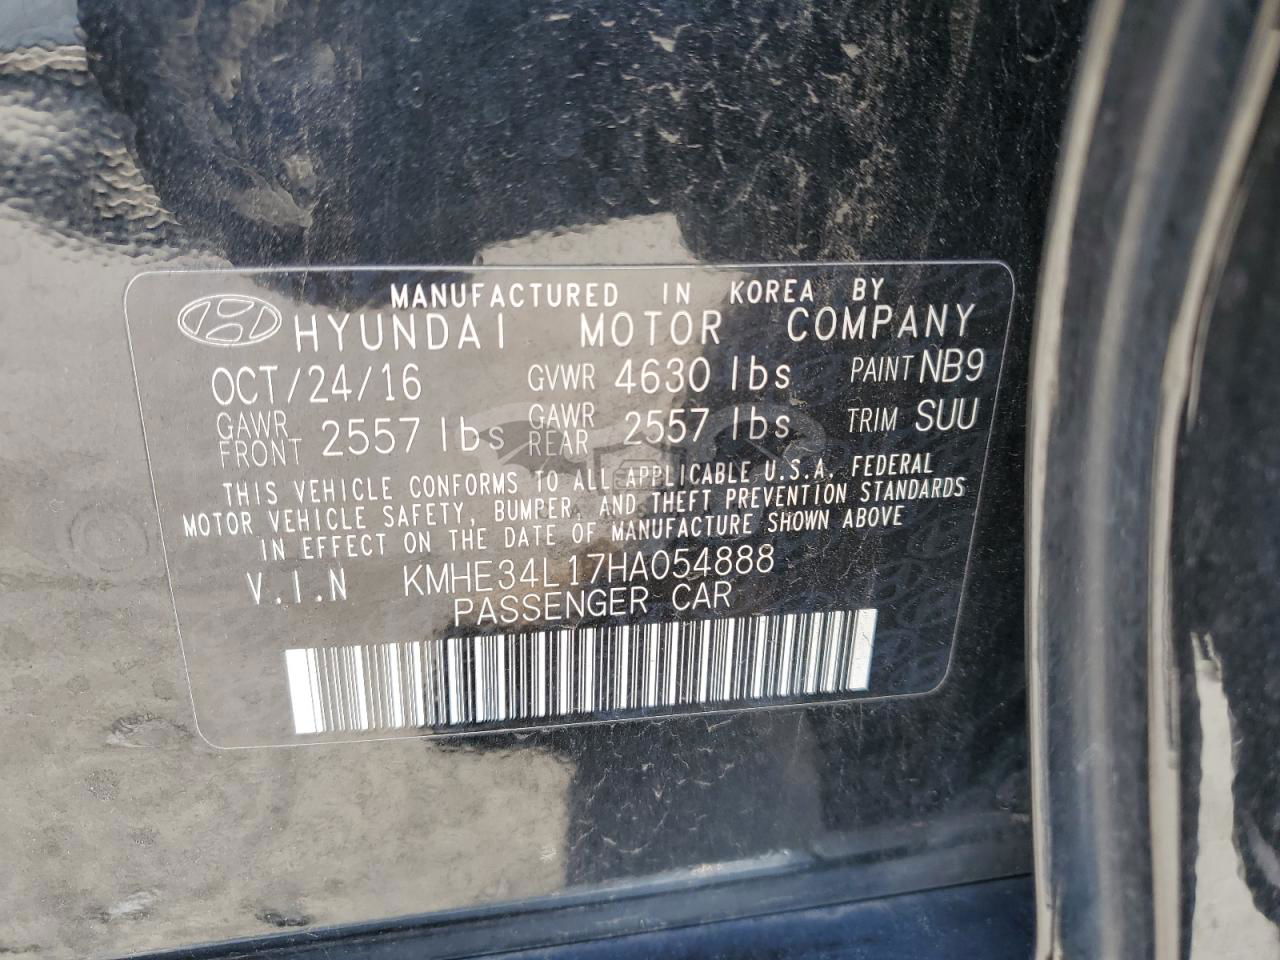 MANUFACTURED IN KOREA BY
HYUNDAI MOTOR COMPANY
OCT/24/16 GVWR 4630 lbs PAINT NB9
GAWR FRONT 2557 lbs GAWR REAR 2557 lbs TRIM SUU
THIS VEHICLE CONFORMS TO ALL APPLICABLE U.S.A. FEDERAL
MOTOR VEHICLE SAFETY, BUMPER, AND THEFT PREVENTION STANDARDS
IN EFFECT ON THE DATE OF MANUFACTURE SHOWN ABOVE
V.I.N KMHE34L17HA054888
PASSENGER CAR